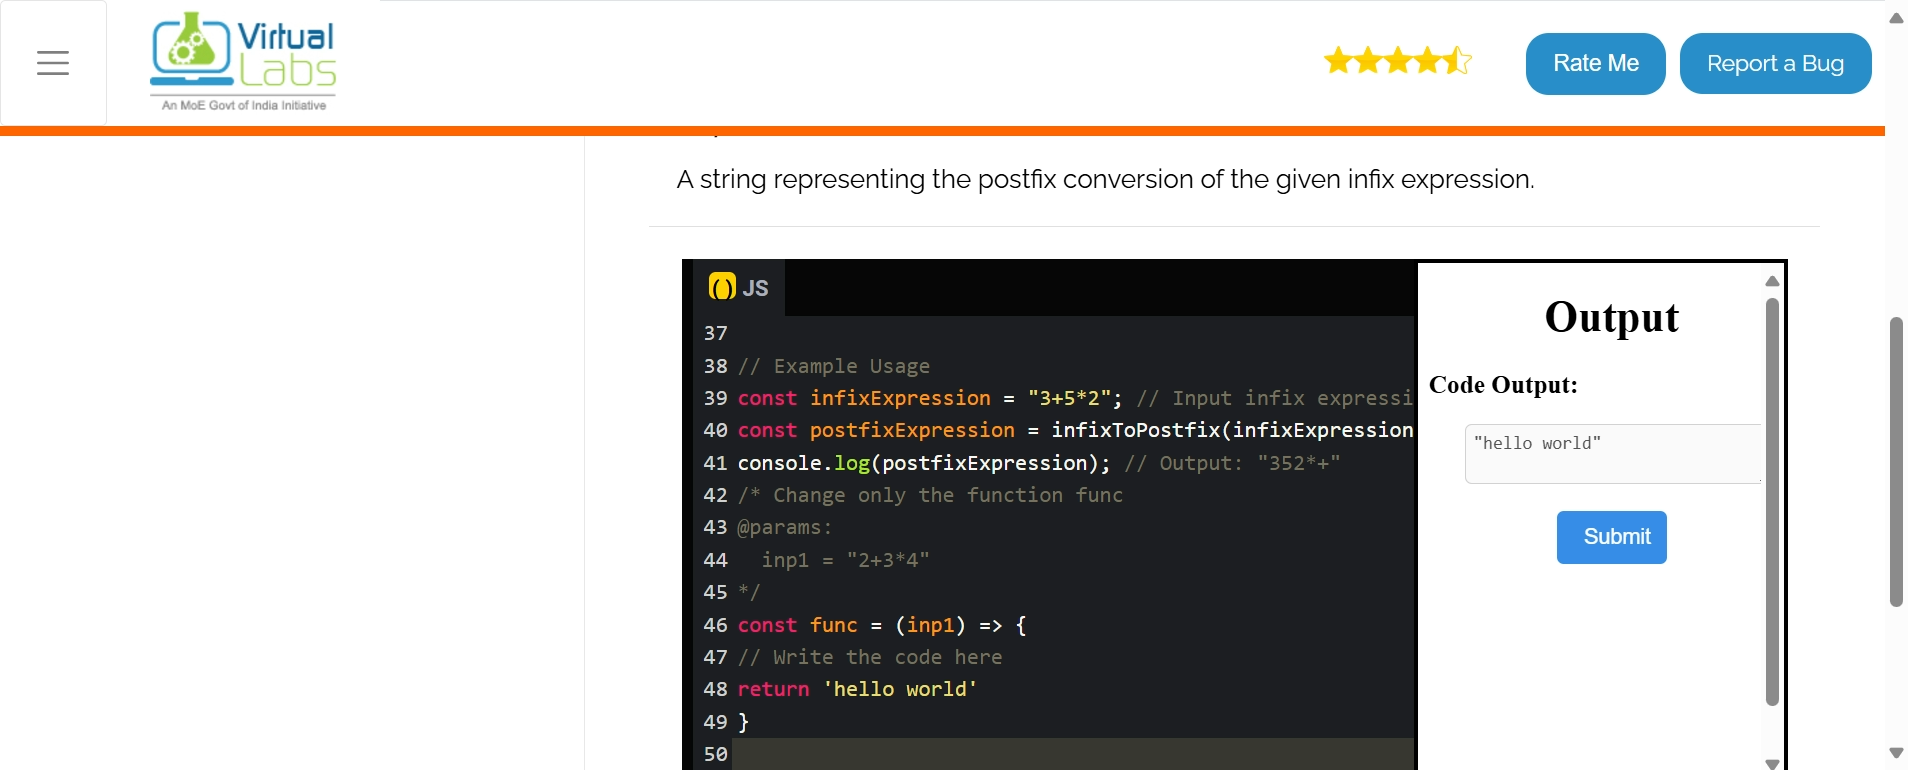 Virtual
Labs
An MoE Govt of India Initiative
Rate Me
Report a Bug
A string representing the postfix conversion of the given infix expression.
() JS
37
38 // Example Usage
39 const infixExpression = "3+5*2"; // Input infix expressi
40 const postfixExpression = infixToPostfix(infixExpression
41 console.log(postfixExpression); // Output: "352*+"
42 /* Change only the function func
43 @params:
44   inp1 = "2+3*4"
45 */
46 const func = (inp1) => {
47 // Write the code here
48 return 'hello world'
49 }
50
Output
Code Output:
"hello world"
Submit